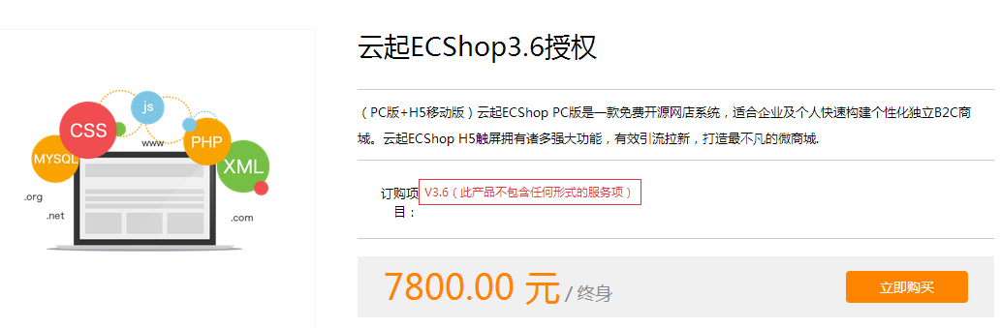 云起ECShop3.6授权
（PC版+H5移动版）云起ECShop PC版是一款免费开源网店系统，适合企业及个人快速构建个性化独立B2C商
城。云起ECShop H5触屏拥有诸多强大功能，有效引流拉新，打造最不凡的微商城.
订购项
目：
V3.6（此产品不包含任何形式的服务项）
7800.00 元 / 终身
立即购买
js
CSS
www
PHP
MYSQL
XML
.org
.net
.com